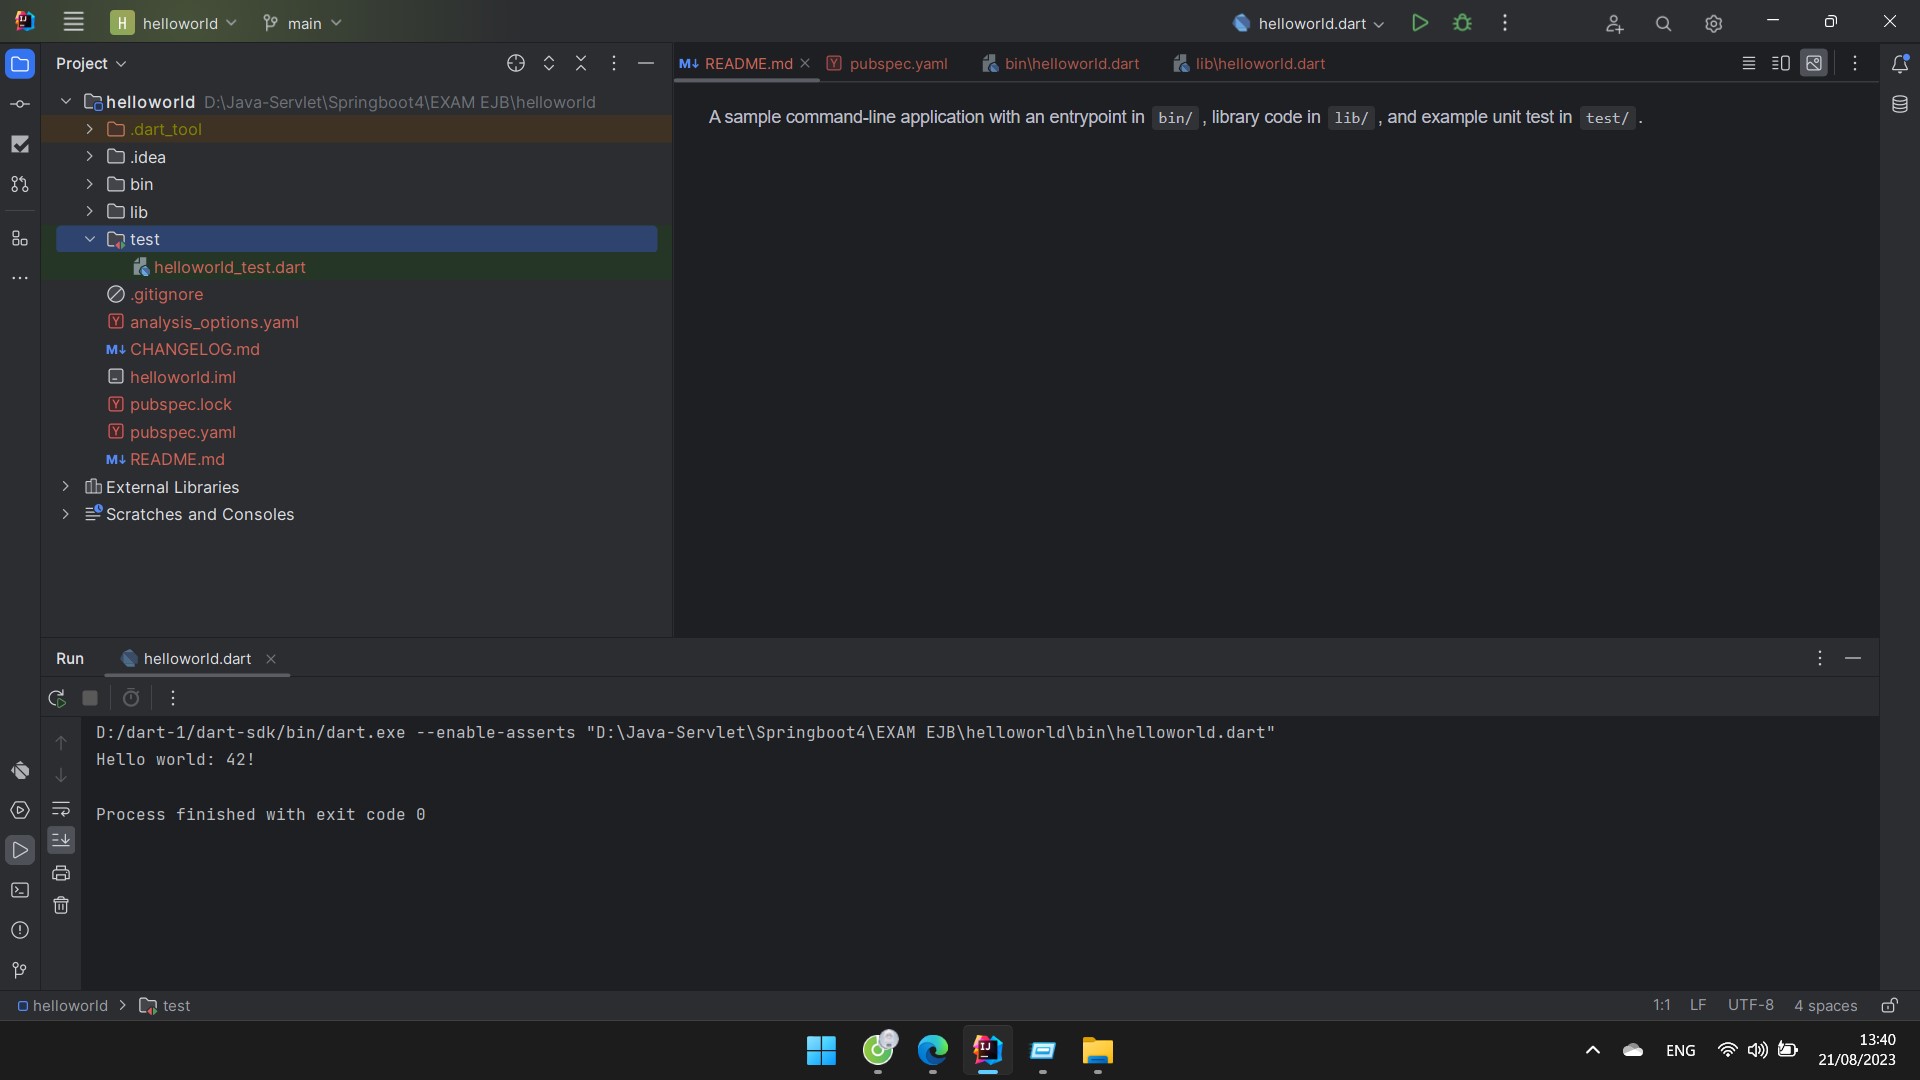 H helloworld main helloworld.dart
Project
README.md pubspec.yaml bin\helloworld.dart lib\helloworld.dart
helloworld D:\Java-Servlet\Springboot4\EXAM EJB\helloworld
.dart_tool
.idea
bin
lib
test
helloworld_test.dart
.gitignore
analysis_options.yaml
CHANGELOG.md
helloworld.iml
pubspec.lock
pubspec.yaml
README.md
External Libraries
Scratches and Consoles
A sample command-line application with an entrypoint in bin/ , library code in lib/ , and example unit test in test/ .
Run helloworld.dart
D:/dart-1/dart-sdk/bin/dart.exe --enable-asserts "D:\Java-Servlet\Springboot4\EXAM EJB\helloworld\bin\helloworld.dart"
Hello world: 42!
Process finished with exit code 0
helloworld > test 1:1 LF UTF-8 4 spaces
ENG 13:40
21/08/2023